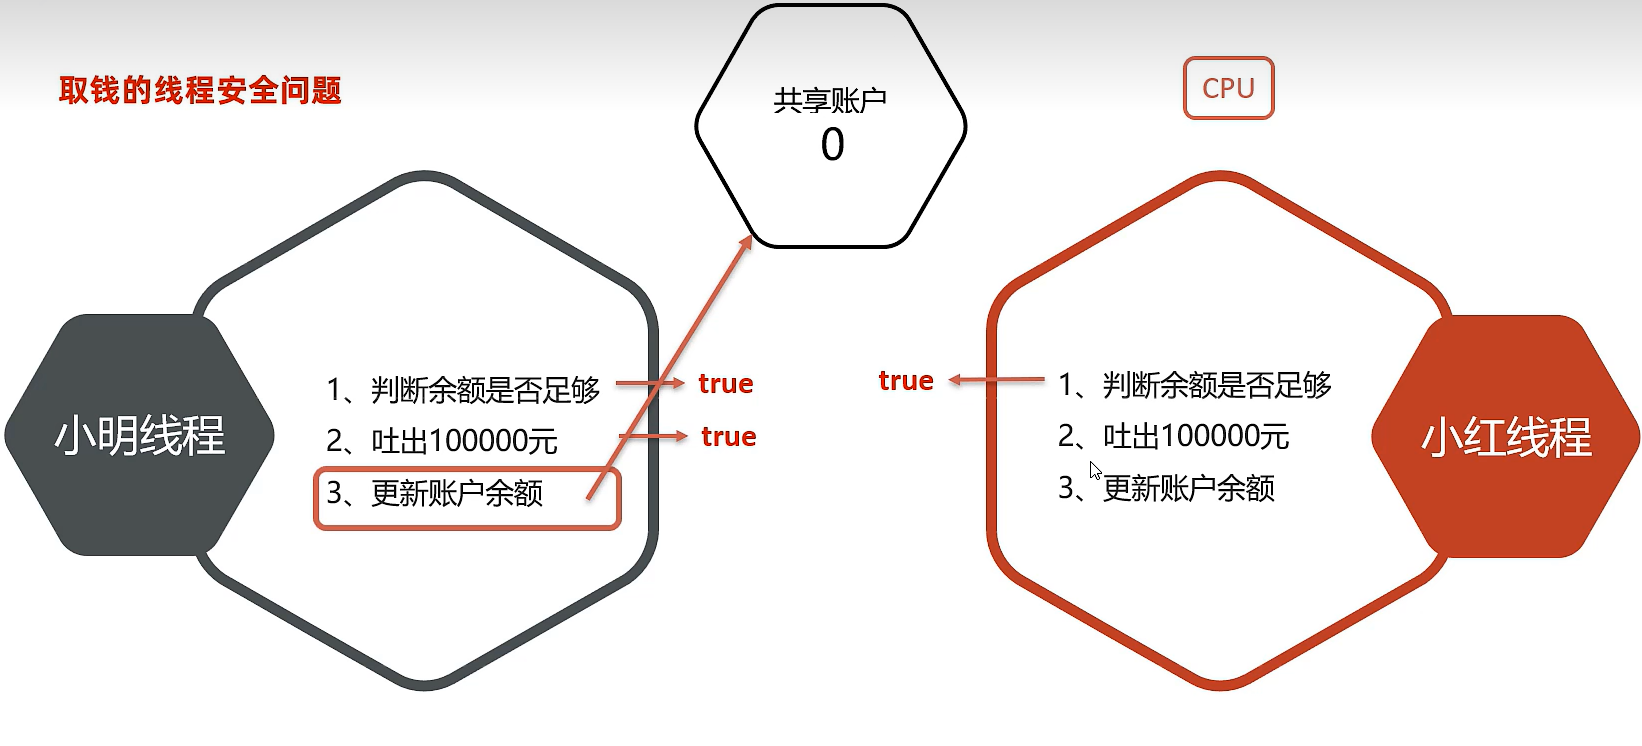 取钱的线程安全问题
共享账户
0
CPU
小明线程
1、判断余额是否足够
true
2、吐出100000元
true
3、更新账户余额
true
1、判断余额是否足够
2、吐出100000元
3、更新账户余额
小红线程